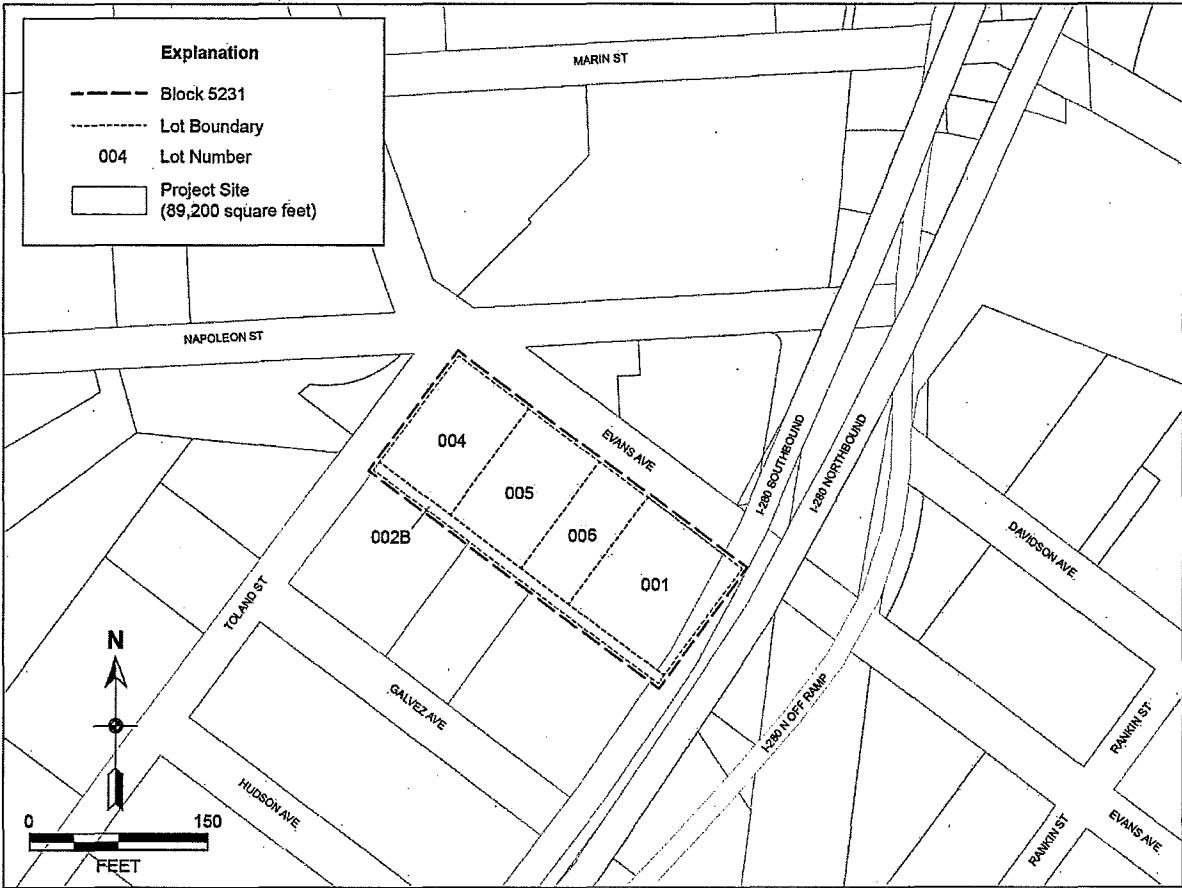 Explanation
Block 5231
Lot Boundary
004 Lot Number
Project Site
(89,200 square feet)
MARIN ST
NAPOLEON ST
EVANS AVE
004
005
006
001
002B
I-280 SOUTHBOUND
I-280 NORTHBOUND
DAVIDSON AVE
TOLAND ST
GALVEZ AVE
HUDSON AVE
I-280 N OFF RAMP
RANKIN ST
RANKIN ST
EVANS AVE
N
0 150
FEET